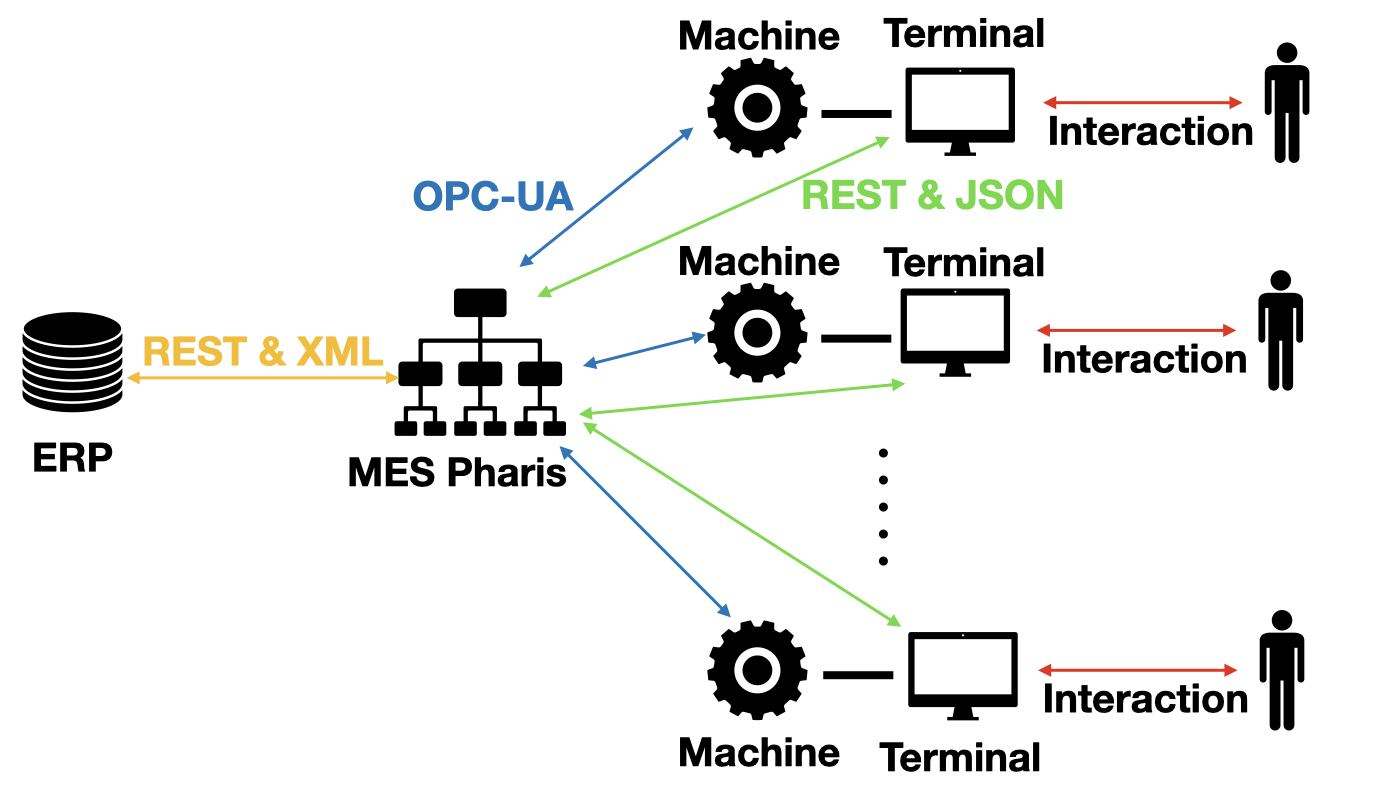 Machine
Terminal
Interaction
OPC-UA
REST & JSON
Machine
Terminal
REST & XML
Interaction
ERP
MES Pharis
Interaction
Machine
Terminal